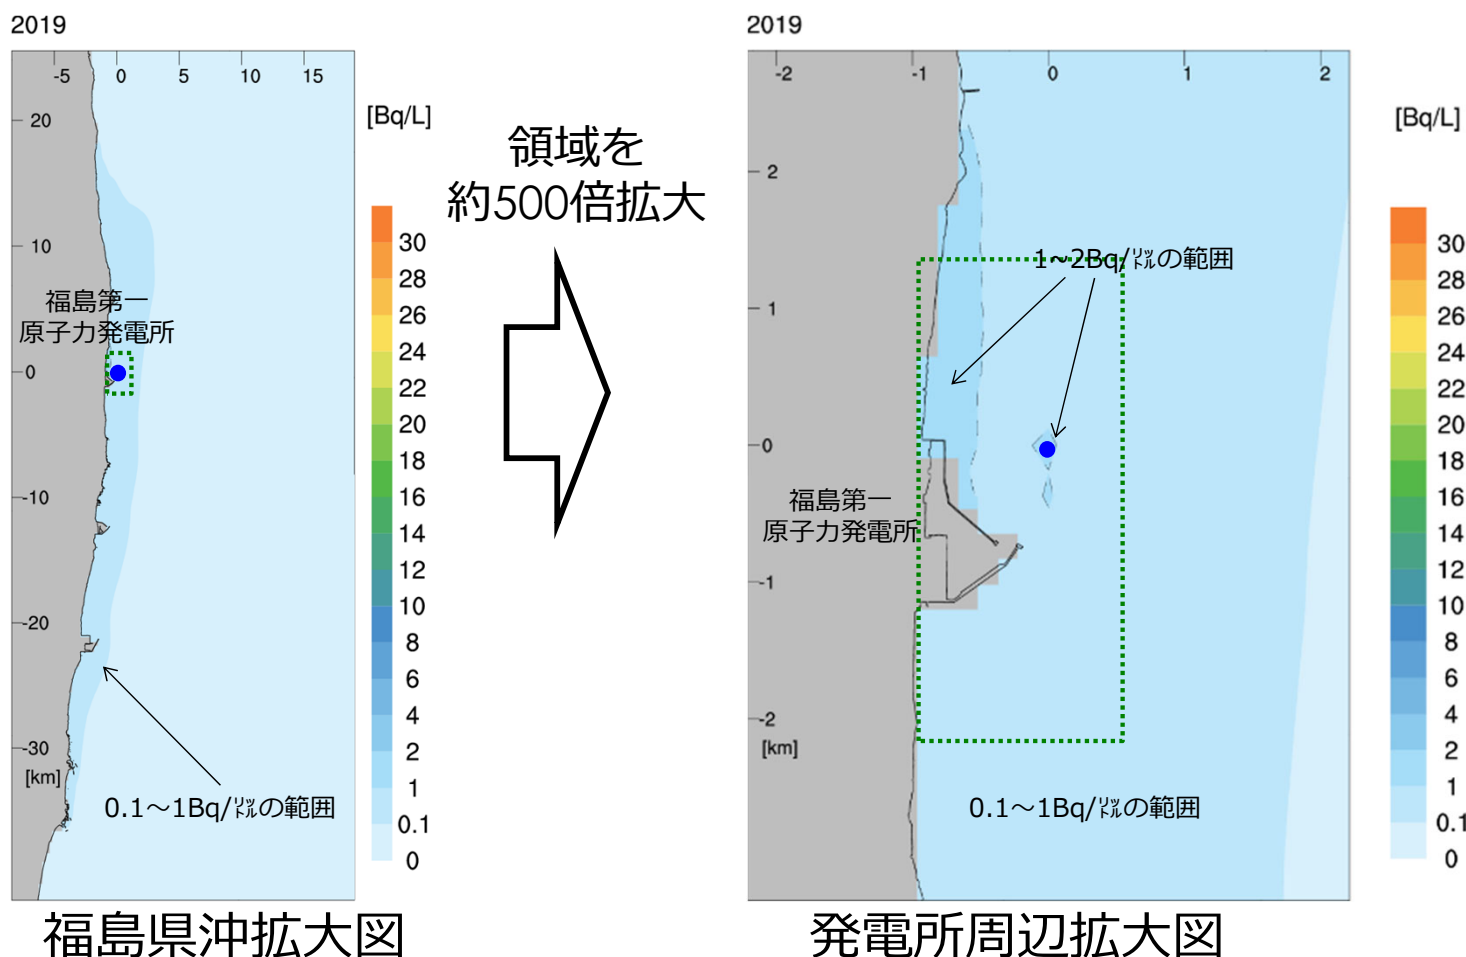 2019
-5 0 5 10 15
20
10
0
-10
-20
-30
[km]
福島第一
原子力発電所
0.1～1Bq/㍑の範囲
[Bq/L]
30
28
26
24
22
20
18
16
14
12
10
8
6
4
2
1
0.1
0
福島県沖拡大図
領域を
約500倍拡大
2019
-2 -1 0 1 2
2
1
0
-1
-2
[km]
1～2Bq/㍑の範囲
福島第一
原子力発電所
0.1～1Bq/㍑の範囲
[Bq/L]
30
28
26
24
22
20
18
16
14
12
10
8
6
4
2
1
0.1
0
発電所周辺拡大図